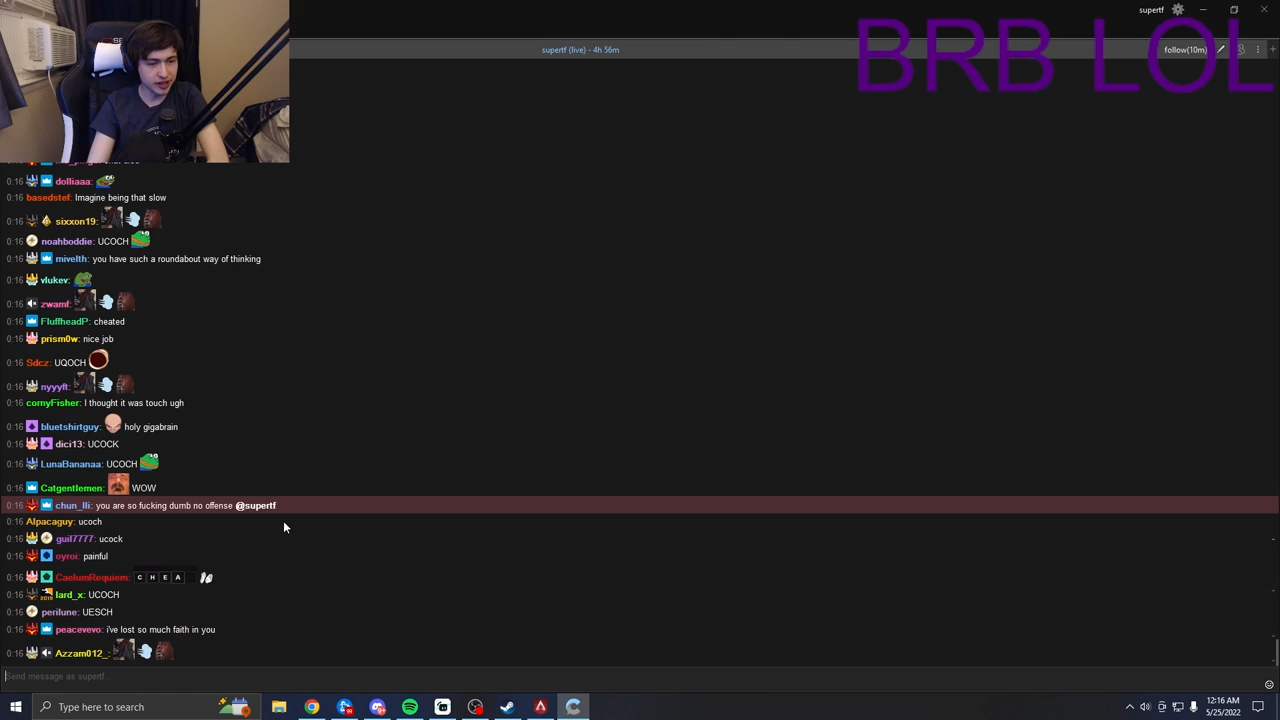 supertf
supertf (live) - 4h 56m
follow(10m)
BRB LOL
0:16 dolliaaa:
0:16 basedstef: Imagine being that slow
0:16 sixxon19:
0:16 noahboddie: UCOCH
0:16 mivelth: you have such a roundabout way of thinking
0:16 vlukev:
0:16 zwamf:
0:16 FluffheadP: cheated
0:16 prism0w: nice job
0:16 Sdcz: UQOCH
0:16 nyyyft:
0:16 cornyFisher: I thought it was touch ugh
0:16 bluetshirtguy: holy gigabrain
0:16 dici13: UCOCK
0:16 LunaBananaa: UCOCH
0:16 Catgentlemen: WOW
0:16 chun_lli: you are so fucking dumb no offense @supertf
0:16 Alpacaguy: ucoch
0:16 guil7777: ucock
0:16 oyroi: painful
0:16 CaelumRequiem: C H E A
0:16 lard_x: UCOCH
0:16 perilune: UESCH
0:16 peacevevo: i've lost so much faith in you
0:16 Azzam012_:
Send message as supertf...
Type here to search
12:16 AM
5/25/2022